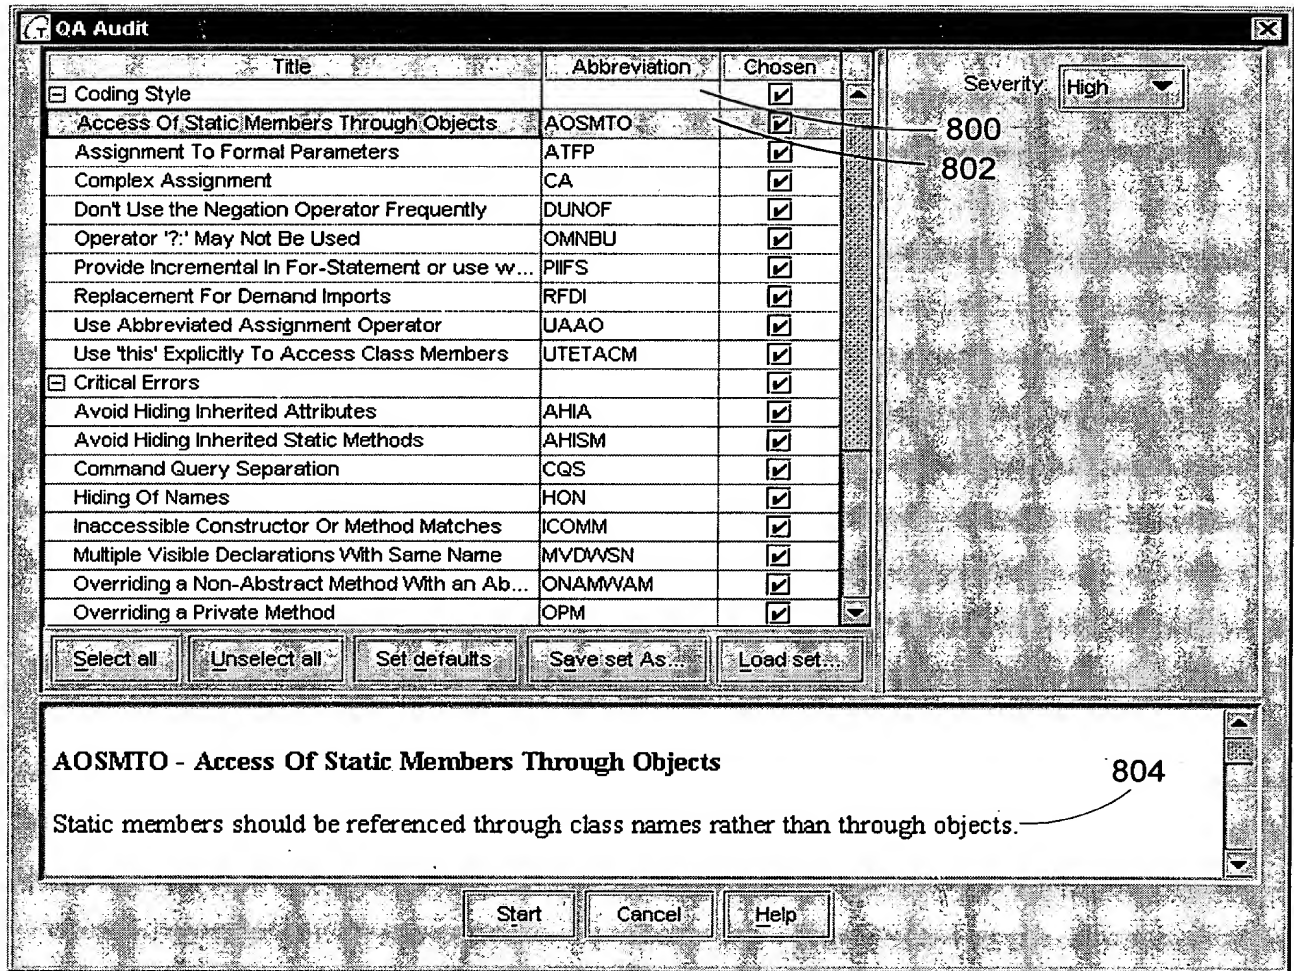 QA Audit
Title Abbreviation Chosen
Coding Style
Access Of Static Members Through Objects AOSMTO
Assignment To Formal Parameters ATFP
Complex Assignment CA
Don't Use the Negation Operator Frequently DUNOF
Operator '?:' May Not Be Used OMNBU
Provide Incremental In For-Statement or use w... PIIFS
Replacement For Demand Imports RFDI
Use Abbreviated Assignment Operator UAAO
Use 'this' Explicitly To Access Class Members UTETACM
Critical Errors
Avoid Hiding Inherited Attributes AHIA
Avoid Hiding Inherited Static Methods AHISM
Command Query Separation CQS
Hiding Of Names HON
Inaccessible Constructor Or Method Matches ICOMM
Multiple Visible Declarations With Same Name MVDWSN
Overriding a Non-Abstract Method With an Ab... ONAMWAM
Overriding a Private Method OPM
Select all Unselect all Set defaults Save set As... Load set...
Severity: High
800
802
AOSMTO - Access Of Static Members Through Objects
804
Static members should be referenced through class names rather than through objects.
Start Cancel Help